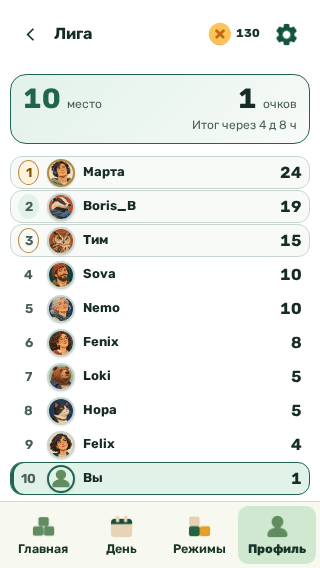 Лига
130
10 место
1 очков
Итог через 4 д 8 ч
1 Марта 24
2 Boris_B 19
3 Тим 15
4 Sova 10
5 Nemo 10
6 Fenix 8
7 Loki 5
8 Нора 5
9 Felix 4
10 Вы 1
Главная День Режимы Профиль